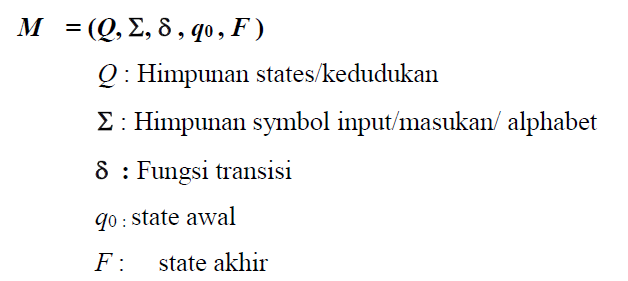 M = (Q, Σ, δ , q0 , F )
Q : Himpunan states/kedudukan
Σ : Himpunan symbol input/masukan/ alphabet
δ : Fungsi transisi
q0 : state awal
F : state akhir